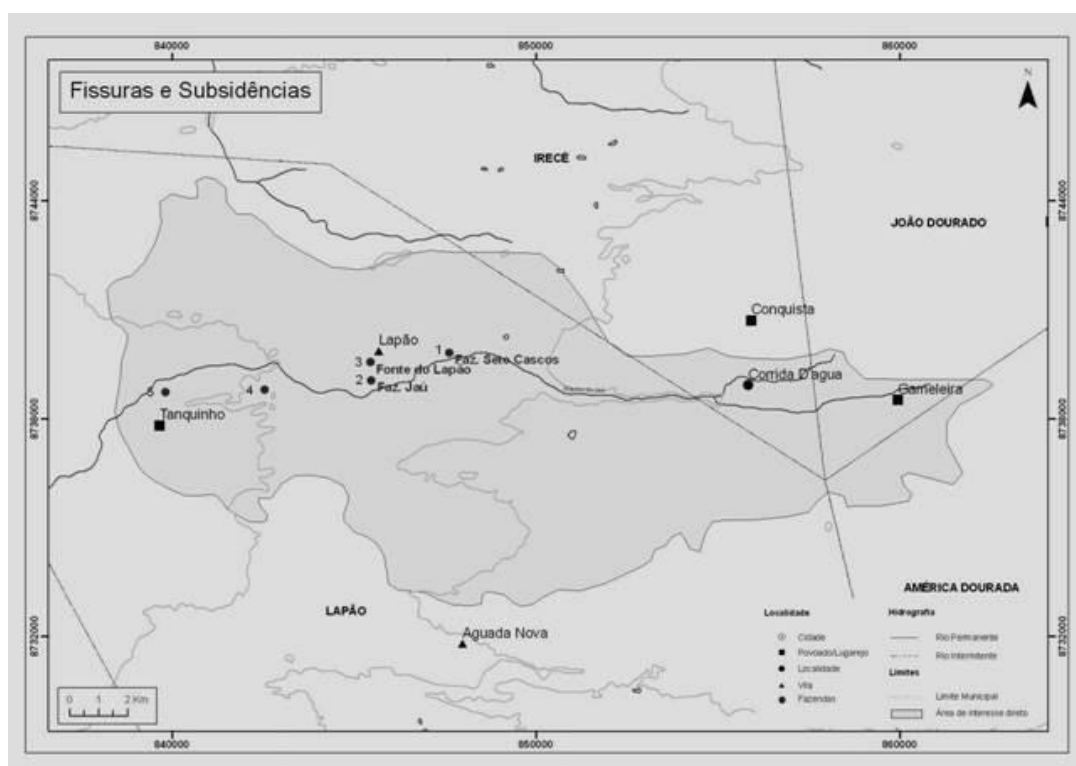 840000 850000 860000
Fissuras e Subsidências
N
IRECÊ
8744000 8744000
JOÃO DOURADO
Conquista
Lapão
1
Faz. Sete Cascos
3
Fonte do Lapão
Corrida D'agua
2
Faz. Jaú
5
4
Gameleira
Tanquinho
8738000 8738000
AMÉRICA DOURADA
LAPÃO
Localidade
Hidrografia
Aguada Nova
8732000 8732000
Cidade
Rio Permanente
Povoado/Lugarejo
Rio Intermitente
Localidade
Limites
Vila
Limite Municipal
Fazendas
Área de interesse direto
0 1 2 Km
840000 850000 860000